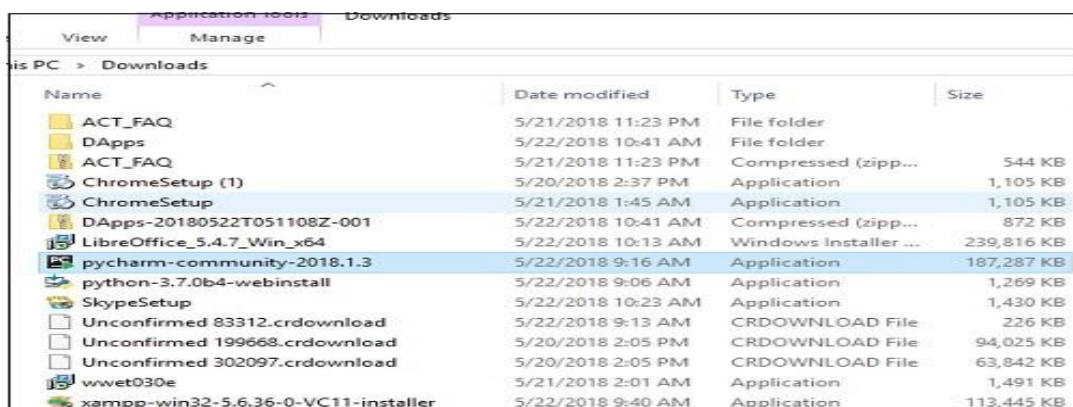 Application Tools Downloads
View Manage
is PC > Downloads
Name Date modified Type Size
ACT_FAQ 5/21/2018 11:23 PM File folder
DApps 5/22/2018 10:41 AM File folder
ACT_FAQ 5/21/2018 11:23 PM Compressed (zipp... 544 KB
ChromeSetup (1) 5/20/2018 2:37 PM Application 1,105 KB
ChromeSetup 5/21/2018 1:45 AM Application 1,105 KB
DApps-20180522T051108Z-001 5/22/2018 10:41 AM Compressed (zipp... 872 KB
LibreOffice_5.4.7_Win_x64 5/22/2018 10:13 AM Windows Installer ... 239,816 KB
pycharm-community-2018.1.3 5/22/2018 9:16 AM Application 187,287 KB
python-3.7.0b4-webinstall 5/22/2018 9:06 AM Application 1,269 KB
SkypeSetup 5/22/2018 10:23 AM Application 1,430 KB
Unconfirmed 83312.crdownload 5/22/2018 9:13 AM CRDOWNLOAD File 226 KB
Unconfirmed 199668.crdownload 5/20/2018 2:05 PM CRDOWNLOAD File 94,025 KB
Unconfirmed 302097.crdownload 5/20/2018 2:05 PM CRDOWNLOAD File 63,842 KB
wwet030e 5/21/2018 2:01 AM Application 1,491 KB
xampp-win32-5.6.36-0-VC11-installer 5/22/2018 9:40 AM Application 113,445 KB